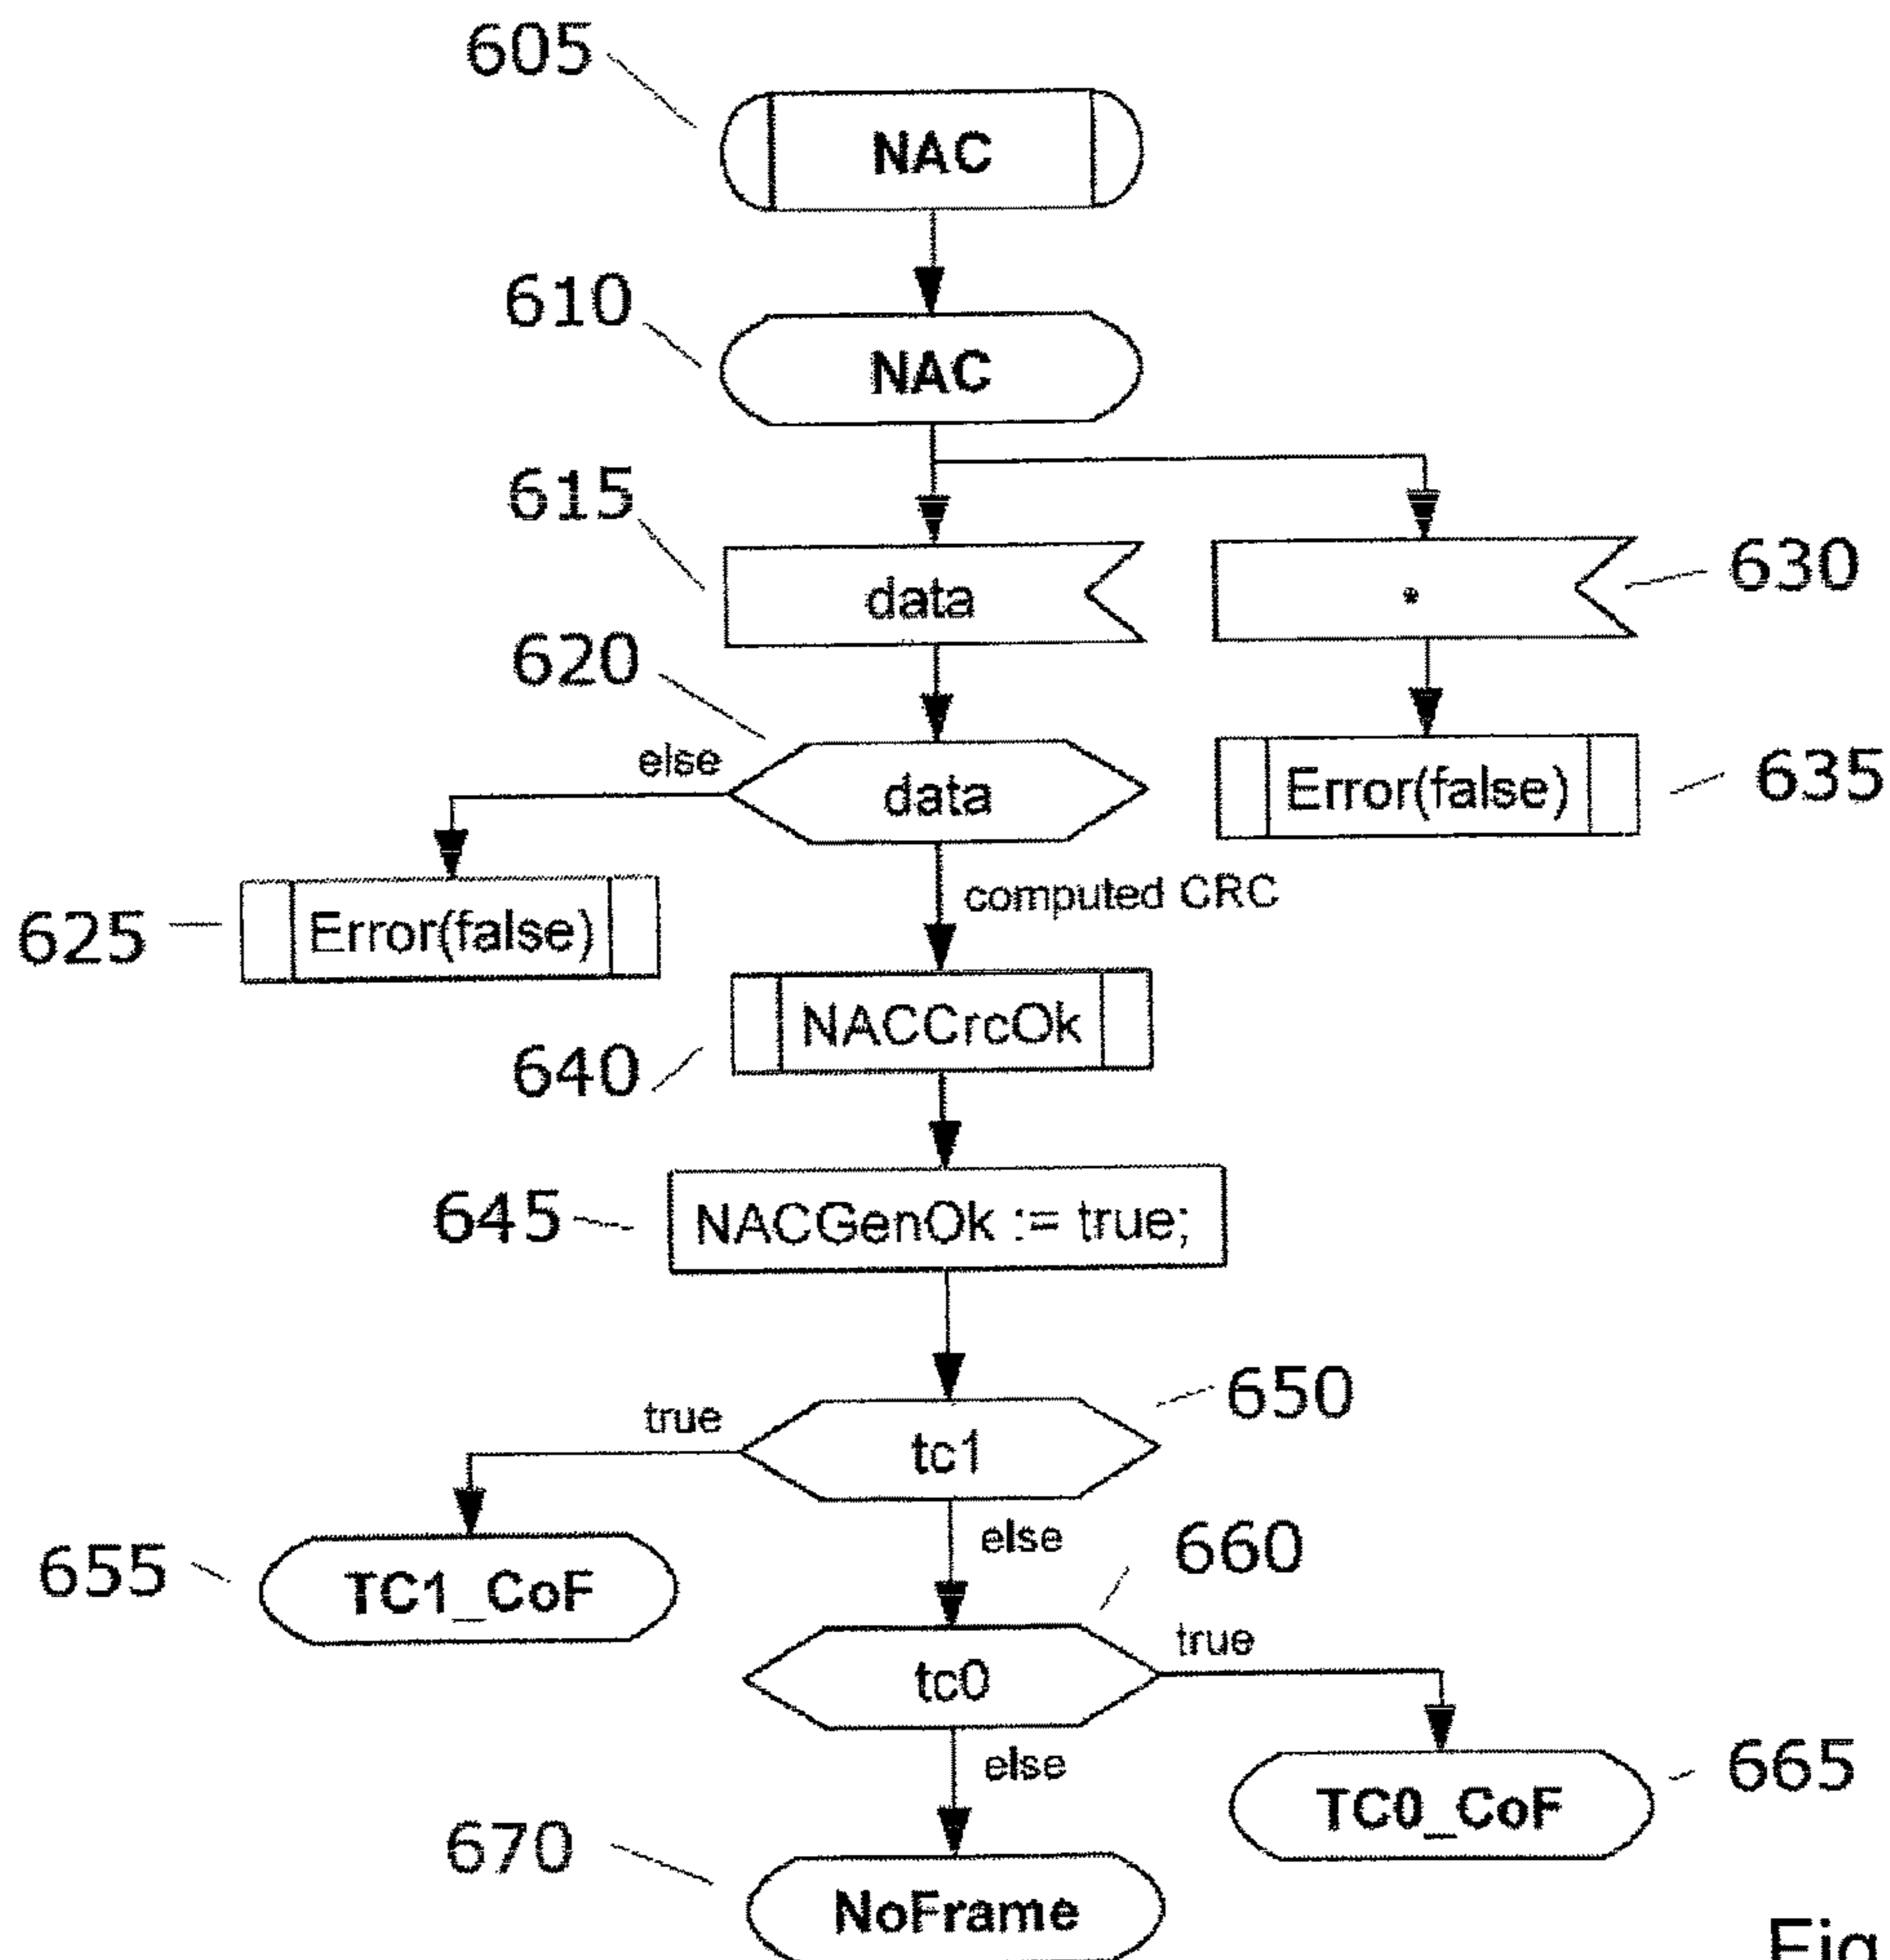 605
NAC
610
NAC
615
data
.
630
620
else
data
Error(false)
635
625
Error(false)
computed CRC
NACCrcOk
640
645
NACGenOk := true;
650
true
tc1
655
TC1_CoF
else
660
tc0
true
else
TC0_CoF
665
670
NoFrame
Fig